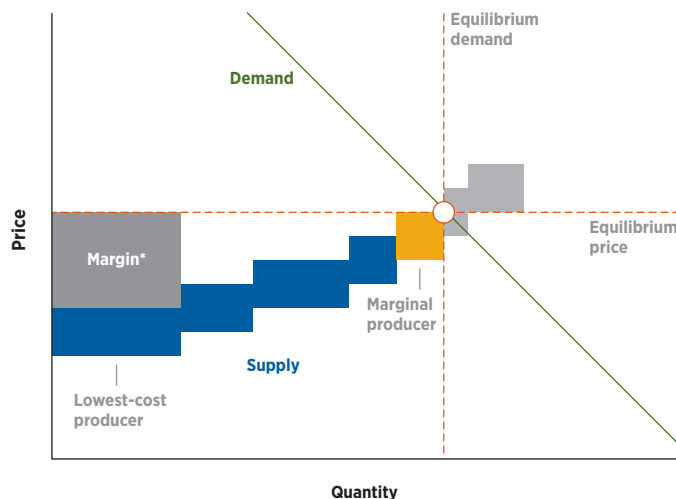 Equilibrium
demand
Demand
Price
Equilibrium
price
Margin*
Marginal
producer
Supply
Lowest-cost
producer
Quantity